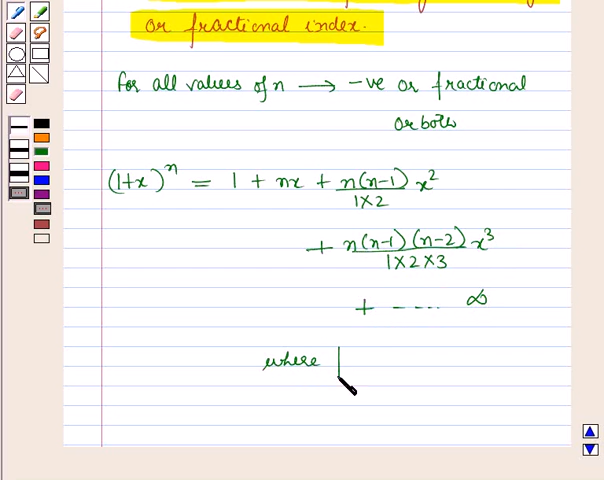 or fractional index.
for all values of n ⟶ -ve or fractional
or both
(1+x)^n = 1 + nx + n(n-1)/1×2 x^2
+ n(n-1)(n-2)/1×2×3 x^3
+ - - .... ∞
where |